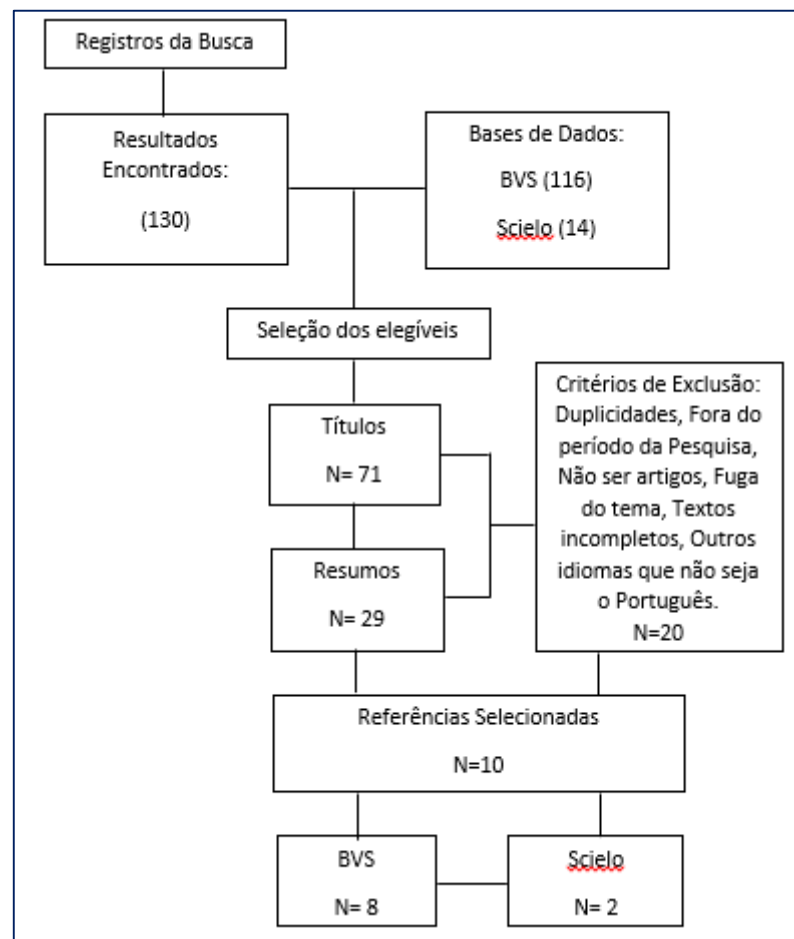 Registros da Busca
Resultados
Encontrados:
(130)
Bases de Dados:
BVS (116)
Scielo (14)
Seleção dos elegíveis
Títulos
N= 71
Critérios de Exclusão:
Duplicidades, Fora do
período da Pesquisa,
Não ser artigos, Fuga
do tema, Textos
incompletos, Outros
idiomas que não seja
o Português.
N=20
Resumos
N= 29
Referências Selecionadas
N=10
BVS
N= 8
Scielo
N= 2